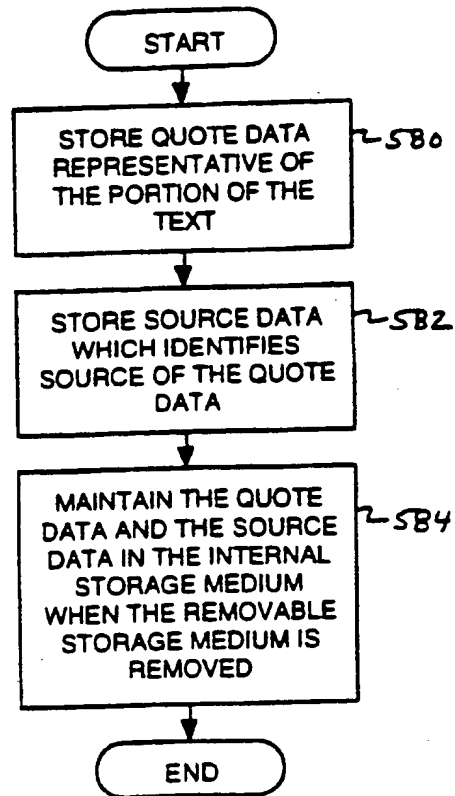 START
STORE QUOTE DATA
REPRESENTATIVE OF
THE PORTION OF THE
TEXT
580
STORE SOURCE DATA
WHICH IDENTIFIES
SOURCE OF THE QUOTE
DATA
582
MAINTAIN THE QUOTE
DATA AND THE SOURCE
DATA IN THE INTERNAL
STORAGE MEDIUM
WHEN THE REMOVABLE
STORAGE MEDIUM IS
REMOVED
584
END